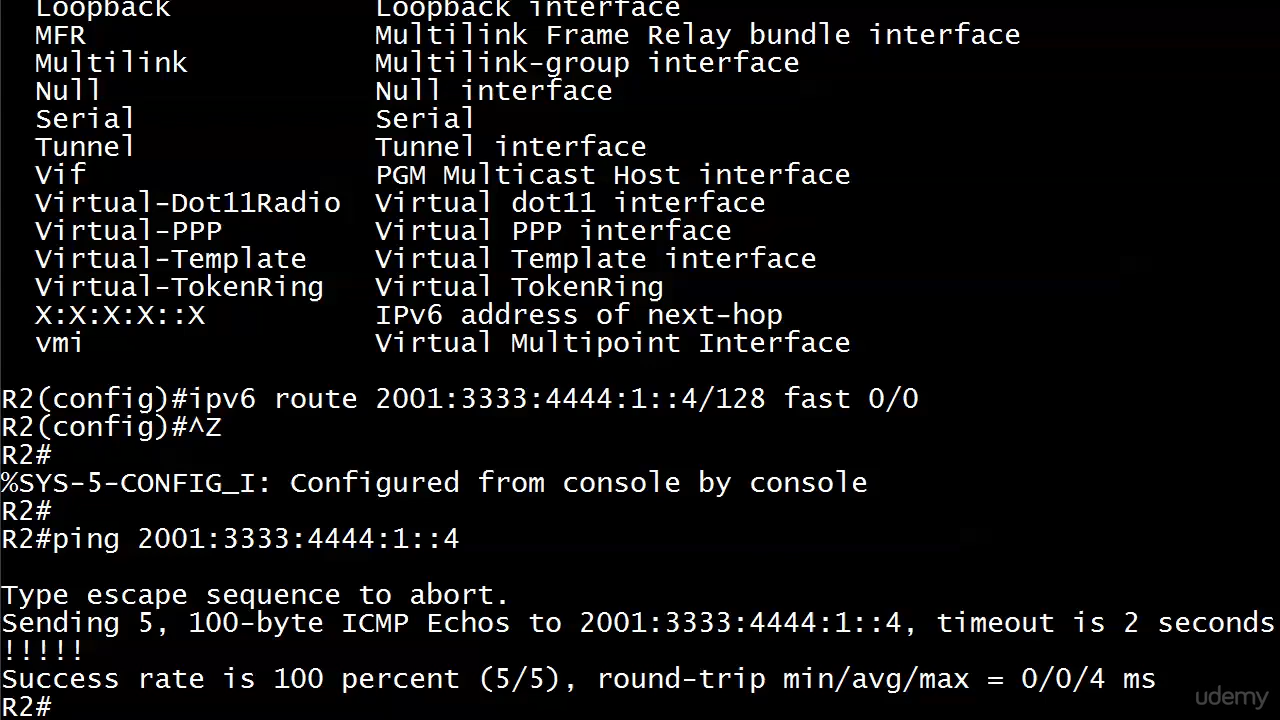 Loopback Loopback interface
MFR Multilink Frame Relay bundle interface
Multilink Multilink-group interface
Null Null interface
Serial Serial
Tunnel Tunnel interface
Vif PGM Multicast Host interface
Virtual-Dot11Radio Virtual dot11 interface
Virtual-PPP Virtual PPP interface
Virtual-Template Virtual Template interface
Virtual-TokenRing Virtual TokenRing
X:X:X:X::X IPv6 address of next-hop
vmi Virtual Multipoint Interface
R2(config)#ipv6 route 2001:3333:4444:1::4/128 fast 0/0
R2(config)#^Z
R2#
%SYS-5-CONFIG_I: Configured from console by console
R2#
R2#ping 2001:3333:4444:1::4
Type escape sequence to abort.
Sending 5, 100-byte ICMP Echos to 2001:3333:4444:1::4, timeout is 2 seconds
!!!!!
Success rate is 100 percent (5/5), round-trip min/avg/max = 0/0/4 ms
R2#
udemy